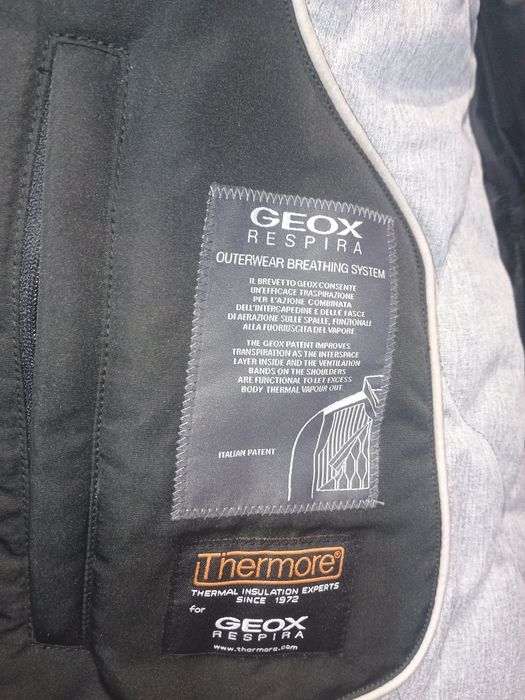 GEOX
RESPIRA
OUTERWEAR BREATHING SYSTEM
IL BREVETTO GEOX CONSENTE
UN'EFFICACE TRASPIRAZIONE
PER L'AZIONE COMBINATA
DELL'INTERCAPEDINE E DELLE FASCE
DI AERAZIONE SULLE SPALLE, FUNZIONALI
ALLA FUORIUSCITA DEL VAPORE.
THE GEOX PATENT IMPROVES
TRANSPIRATION AS THE INTERSPACE
LAYER INSIDE AND THE VENTILATION
BANDS ON THE SHOULDERS
ARE FUNCTIONAL TO LET EXCESS
BODY THERMAL VAPOUR OUT.
ITALIAN PATENT
Thermore®
THERMAL INSULATION EXPERTS
SINCE 1972
for
GEOX
RESPIRA
www.thermore.com